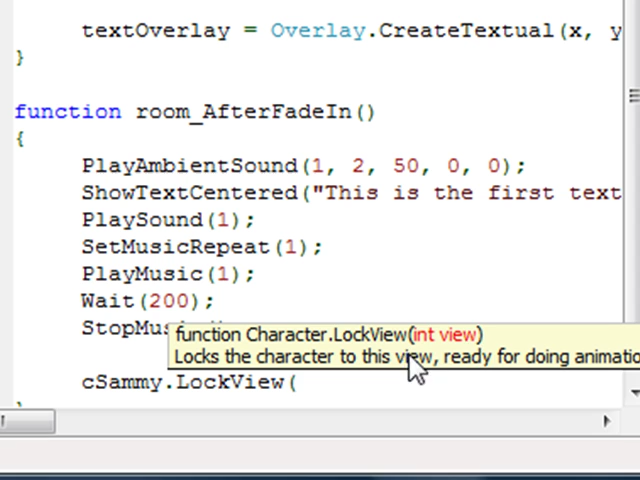 textOverlay = Overlay.CreateTextual(x, y
}
function room_AfterFadeIn()
{
PlayAmbientSound(1, 2, 50, 0, 0);
ShowTextCentered("This is the first text
PlaySound(1);
SetMusicRepeat(1);
PlayMusic(1);
Wait(200);
StopMus
function Character.LockView(int view)
Locks the character to this view, ready for doing animatio
cSammy.LockView(
}